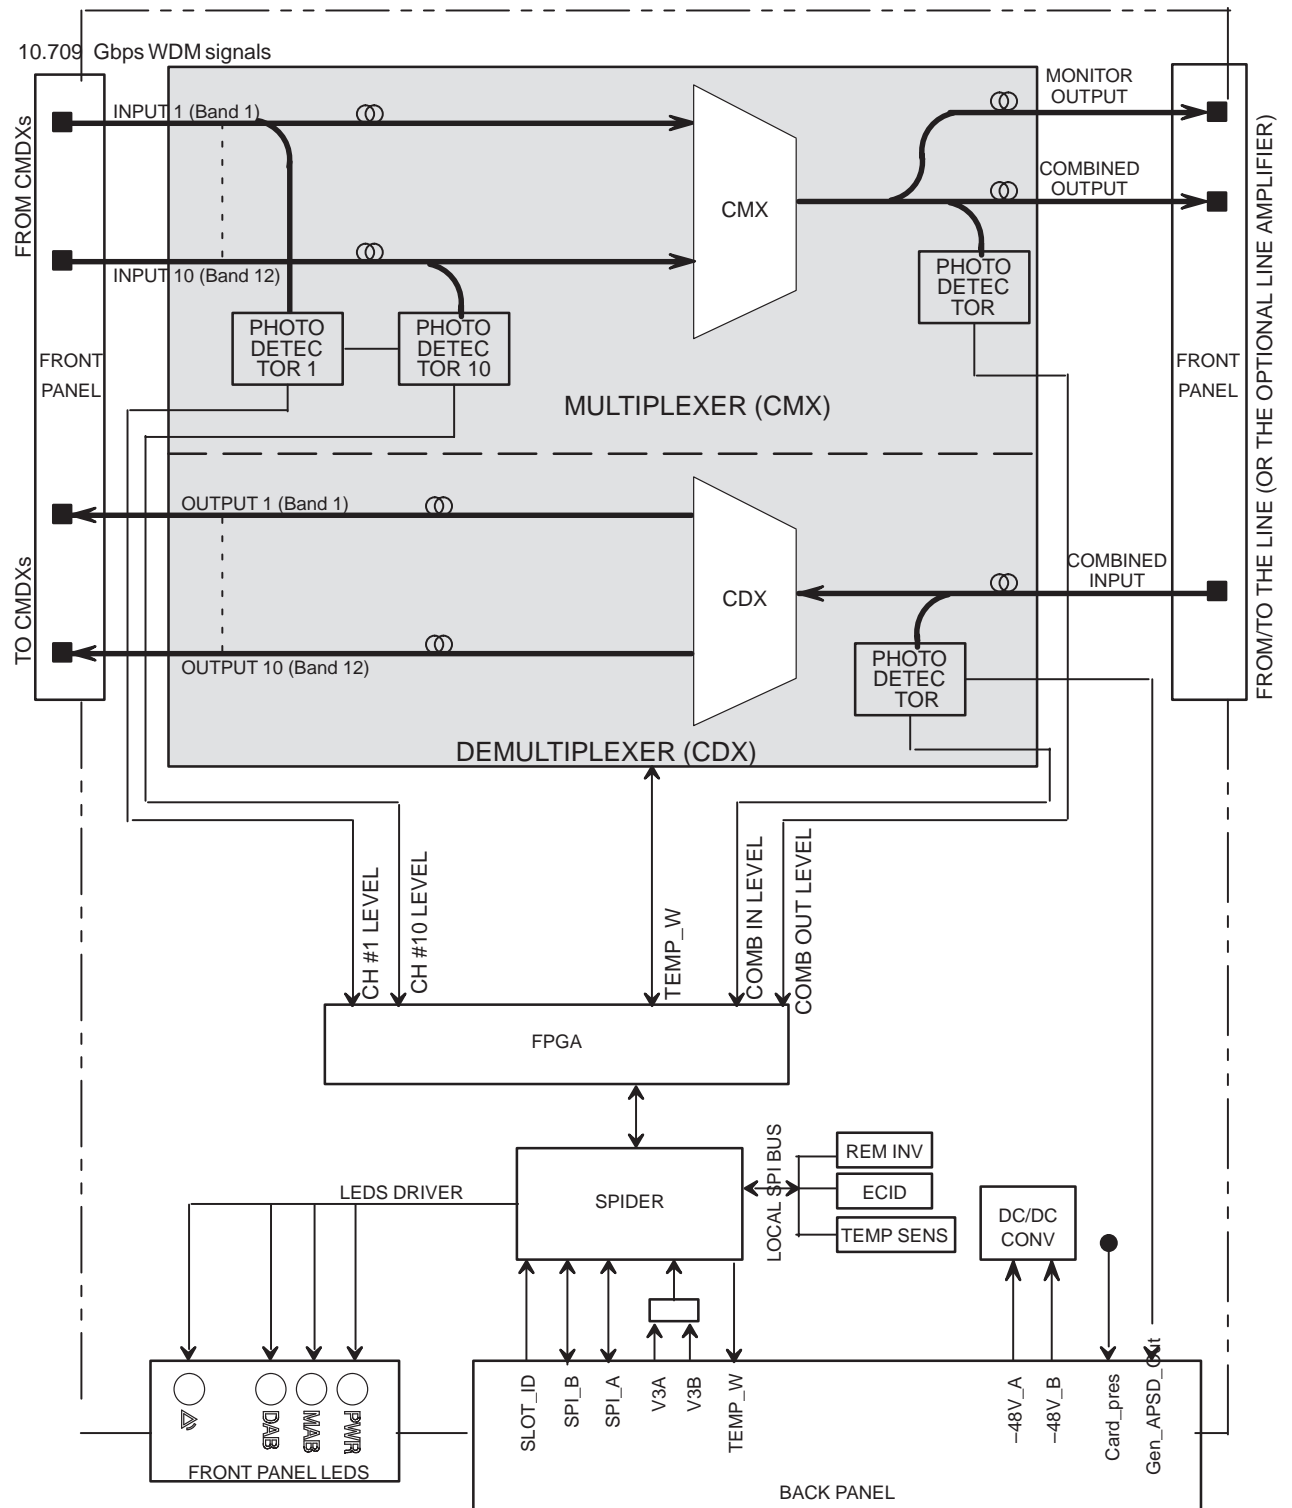 10.709 Gbps WDM signals
MONITOR
OUTPUT
INPUT 1 (Band 1)
FROM CMDXs
COMBINED
OUTPUT
CMX
INPUT 10 (Band 12)
PHOTO
DETEC
TOR
PHOTO
DETEC
TOR 1
PHOTO
DETEC
TOR 10
FRONT
PANEL
FRONT
PANEL
FROM/TO THE LINE (OR THE OPTIONAL LINE AMPLIFIER)
MULTIPLEXER (CMX)
OUTPUT 1 (Band 1)
TO CMDXs
COMBINED
INPUT
CDX
OUTPUT 10 (Band 12)
PHOTO
DETEC
TOR
DEMULTIPLEXER (CDX)
CH #1 LEVEL
CH #10 LEVEL
TEMP_W
COMB IN LEVEL
COMB OUT LEVEL
FPGA
LOCAL SPI BUS
REM INV
ECID
TEMP SENS
LEDS DRIVER
SPIDER
DC/DC
CONV
SLOT_ID
SPI_B
SPI_A
V3A
V3B
TEMP_W
–48V_A
–48V_B
Card_pres
Gen_APSD_Out
DAB
MAB
PWR
FRONT PANEL LEDS
BACK PANEL